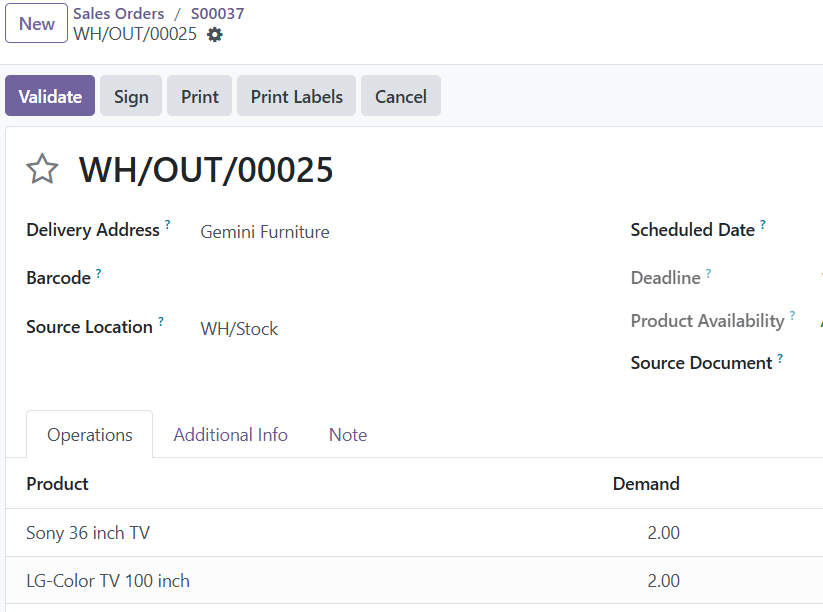 New
Sales Orders / S00037
WH/OUT/00025
Validate Sign Print Print Labels Cancel
WH/OUT/00025
Delivery Address ? Gemini Furniture
Scheduled Date ?
Barcode ?
Deadline ?
Source Location ? WH/Stock
Product Availability ?
Source Document ?
Operations Additional Info Note
Product Demand
Sony 36 inch TV 2.00
LG-Color TV 100 inch 2.00